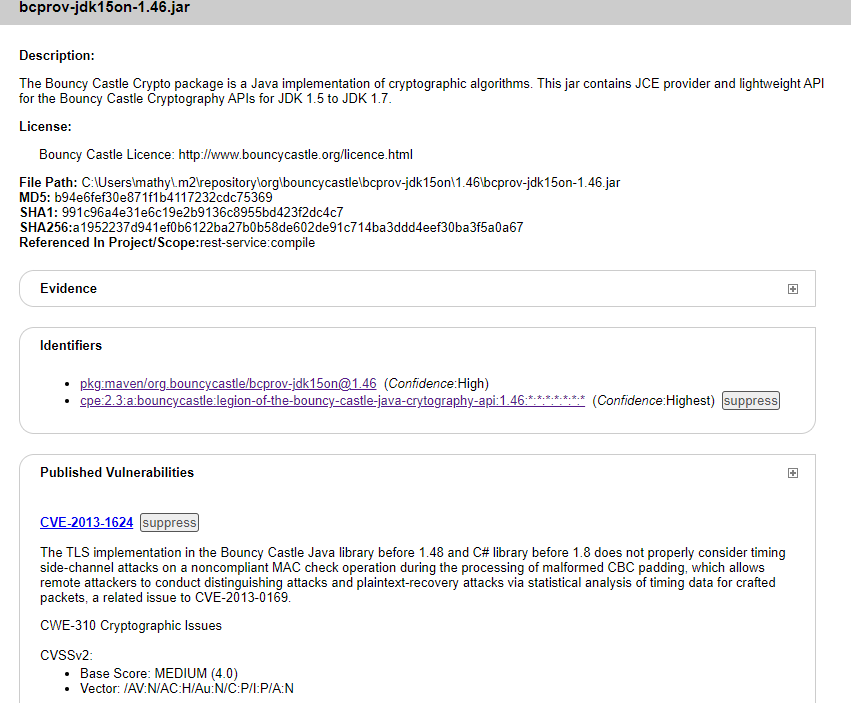 bcprov-jdk15on-1.46.jar
Description:
The Bouncy Castle Crypto package is a Java implementation of cryptographic algorithms. This jar contains JCE provider and lightweight API
for the Bouncy Castle Cryptography APIs for JDK 1.5 to JDK 1.7.
License:
Bouncy Castle Licence: http://www.bouncycastle.org/licence.html
File Path: C:\Users\mathy\.m2\repository\org\bouncycastle\bcprov-jdk15on\1.46\bcprov-jdk15on-1.46.jar
MD5: b94e6fef30e871f1b4117232cdc75369
SHA1: 991c96a4e31e6c19e2b9136c8955bd423f2dc4c7
SHA256:a1952237d941ef0b6122ba27b0b58de602de91c714ba3ddd4eef30ba3f5a0a67
Referenced In Project/Scope:rest-service:compile
Evidence
Identifiers
• pkg:maven/org.bouncycastle/bcprov-jdk15on@1.46 (Confidence:High)
• cpe:2.3:a:bouncycastle:legion-of-the-bouncy-castle-java-crytography-api:1.46:*:*:*:*:*:*:* (Confidence:Highest) suppress
Published Vulnerabilities
CVE-2013-1624 suppress
The TLS implementation in the Bouncy Castle Java library before 1.48 and C# library before 1.8 does not properly consider timing
side-channel attacks on a noncompliant MAC check operation during the processing of malformed CBC padding, which allows
remote attackers to conduct distinguishing attacks and plaintext-recovery attacks via statistical analysis of timing data for crafted
packets, a related issue to CVE-2013-0169.
CWE-310 Cryptographic Issues
CVSSv2:
• Base Score: MEDIUM (4.0)
• Vector: /AV:N/AC:H/Au:N/C:P/I:P/A:N